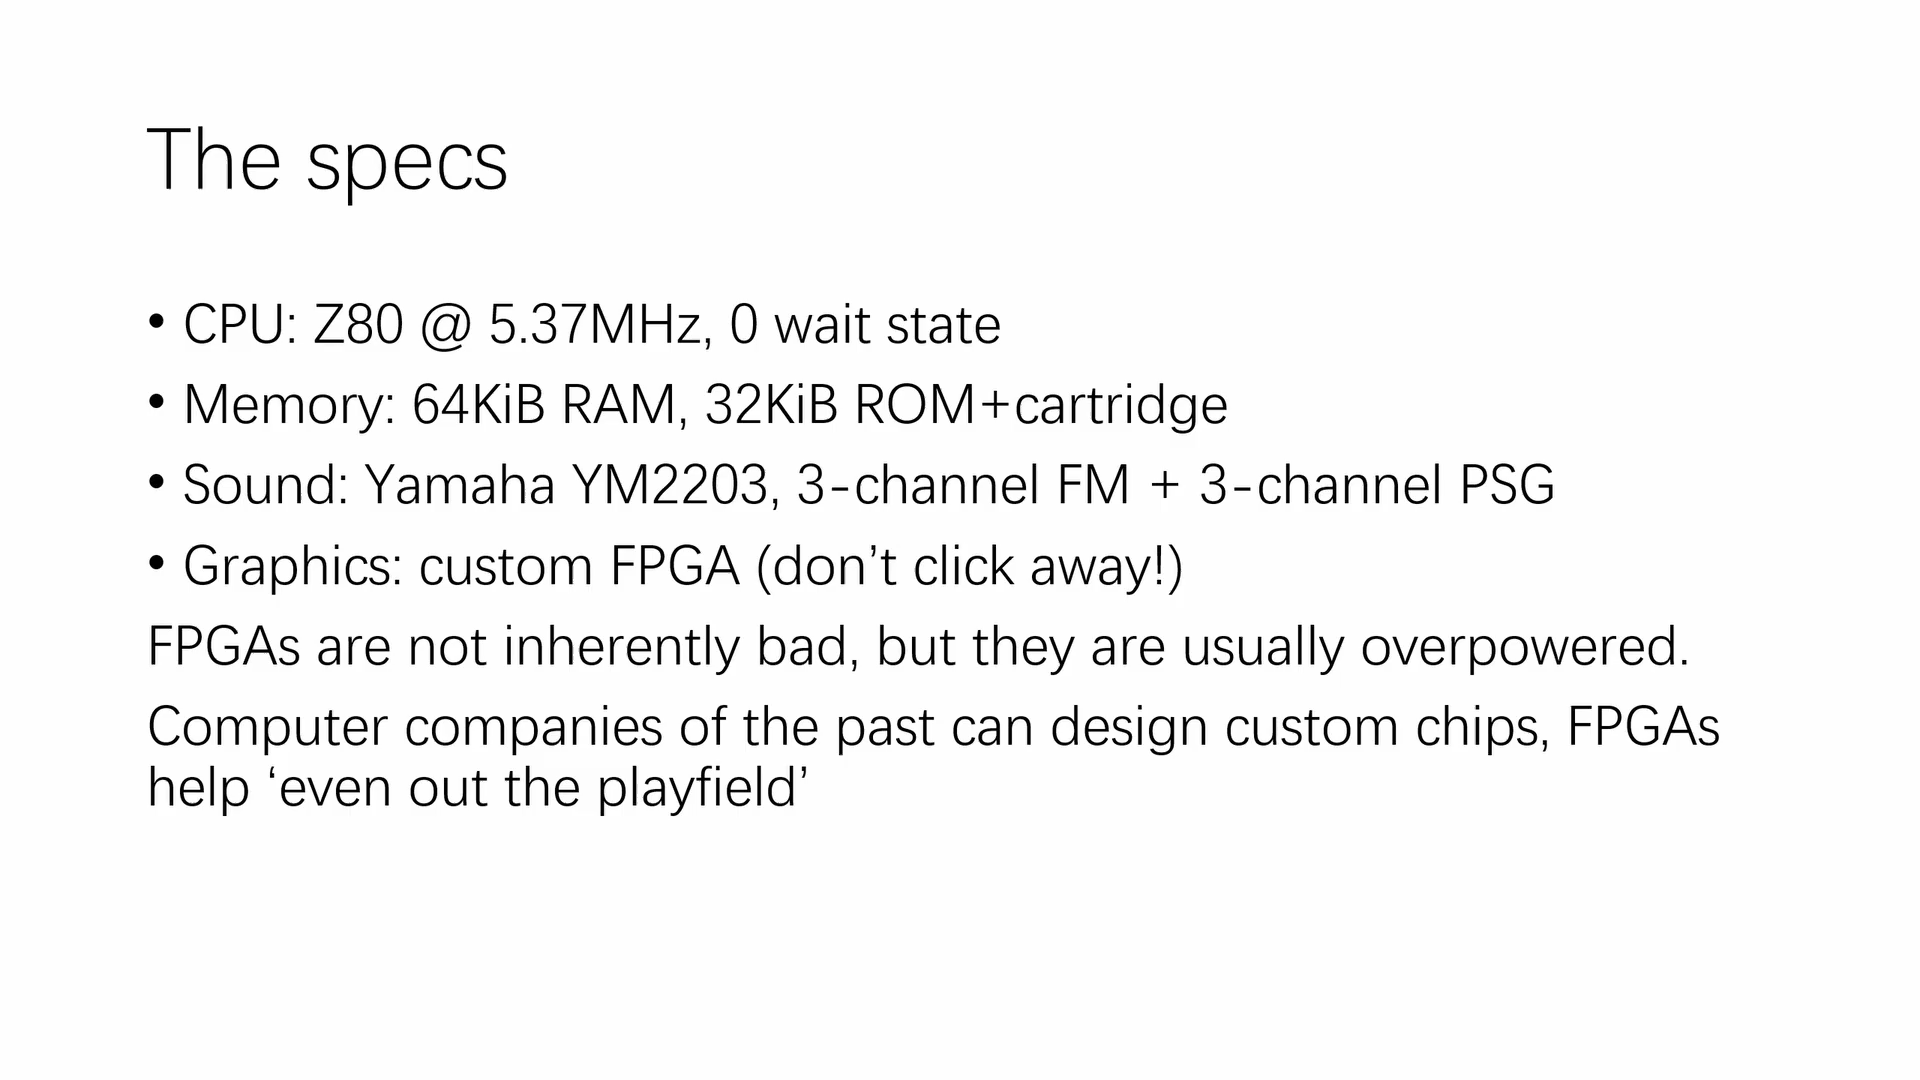 The specs
• CPU: Z80 @ 5.37MHz, 0 wait state
• Memory: 64KiB RAM, 32KiB ROM+cartridge
• Sound: Yamaha YM2203, 3-channel FM + 3-channel PSG
• Graphics: custom FPGA (don’t click away!)
FPGAs are not inherently bad, but they are usually overpowered.
Computer companies of the past can design custom chips, FPGAs
help ‘even out the playfield’